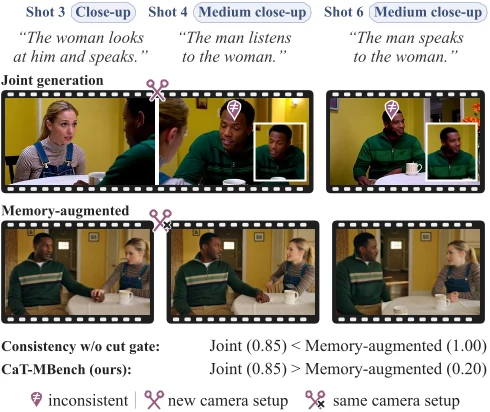 Shot 3 Close-up Shot 4 Medium close-up Shot 6 Medium close-up
“The woman looks at him and speaks.”
“The man listens to the woman.”
“The man speaks to the woman.”
Joint generation
≠
≠
Memory-augmented
Consistency w/o cut gate: Joint (0.85) < Memory-augmented (1.00)
CaT-MBench (ours): Joint (0.85) > Memory-augmented (0.20)
≠ inconsistent new camera setup same camera setup